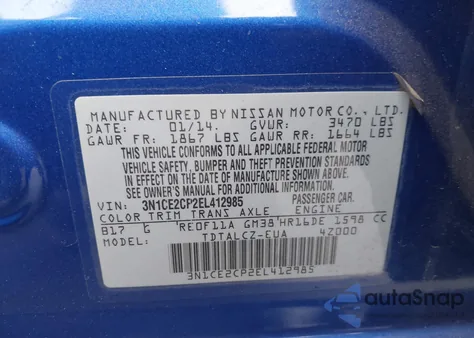 MANUFACTURED BY NISSAN MOTOR CO., LTD.
DATE: 01/14. GVWR: 3470 LBS
GAWR FR: 1867 LBS GAWR RR: 1664 LBS
THIS VEHICLE CONFORMS TO ALL APPLICABLE FEDERAL MOTOR
VEHICLE SAFETY, BUMPER AND THEFT PREVENTION STANDARDS
IN EFFECT ON THE DATE OF MANUFACTURE SHOWN ABOVE.
SEE OWNER'S MANUAL FOR ADDITIONAL INFORMATION.
VIN: 3N1CE2CP2EL412985 PASSENGER CAR.
COLOR TRIM TRANS AXLE ENGINE
B17 G RE0F11A GM38 HR16DE 1598 CC
MODEL: TDTALCZ-EUA 4Z000
3N1CE2CP2EL412985
autoSnap